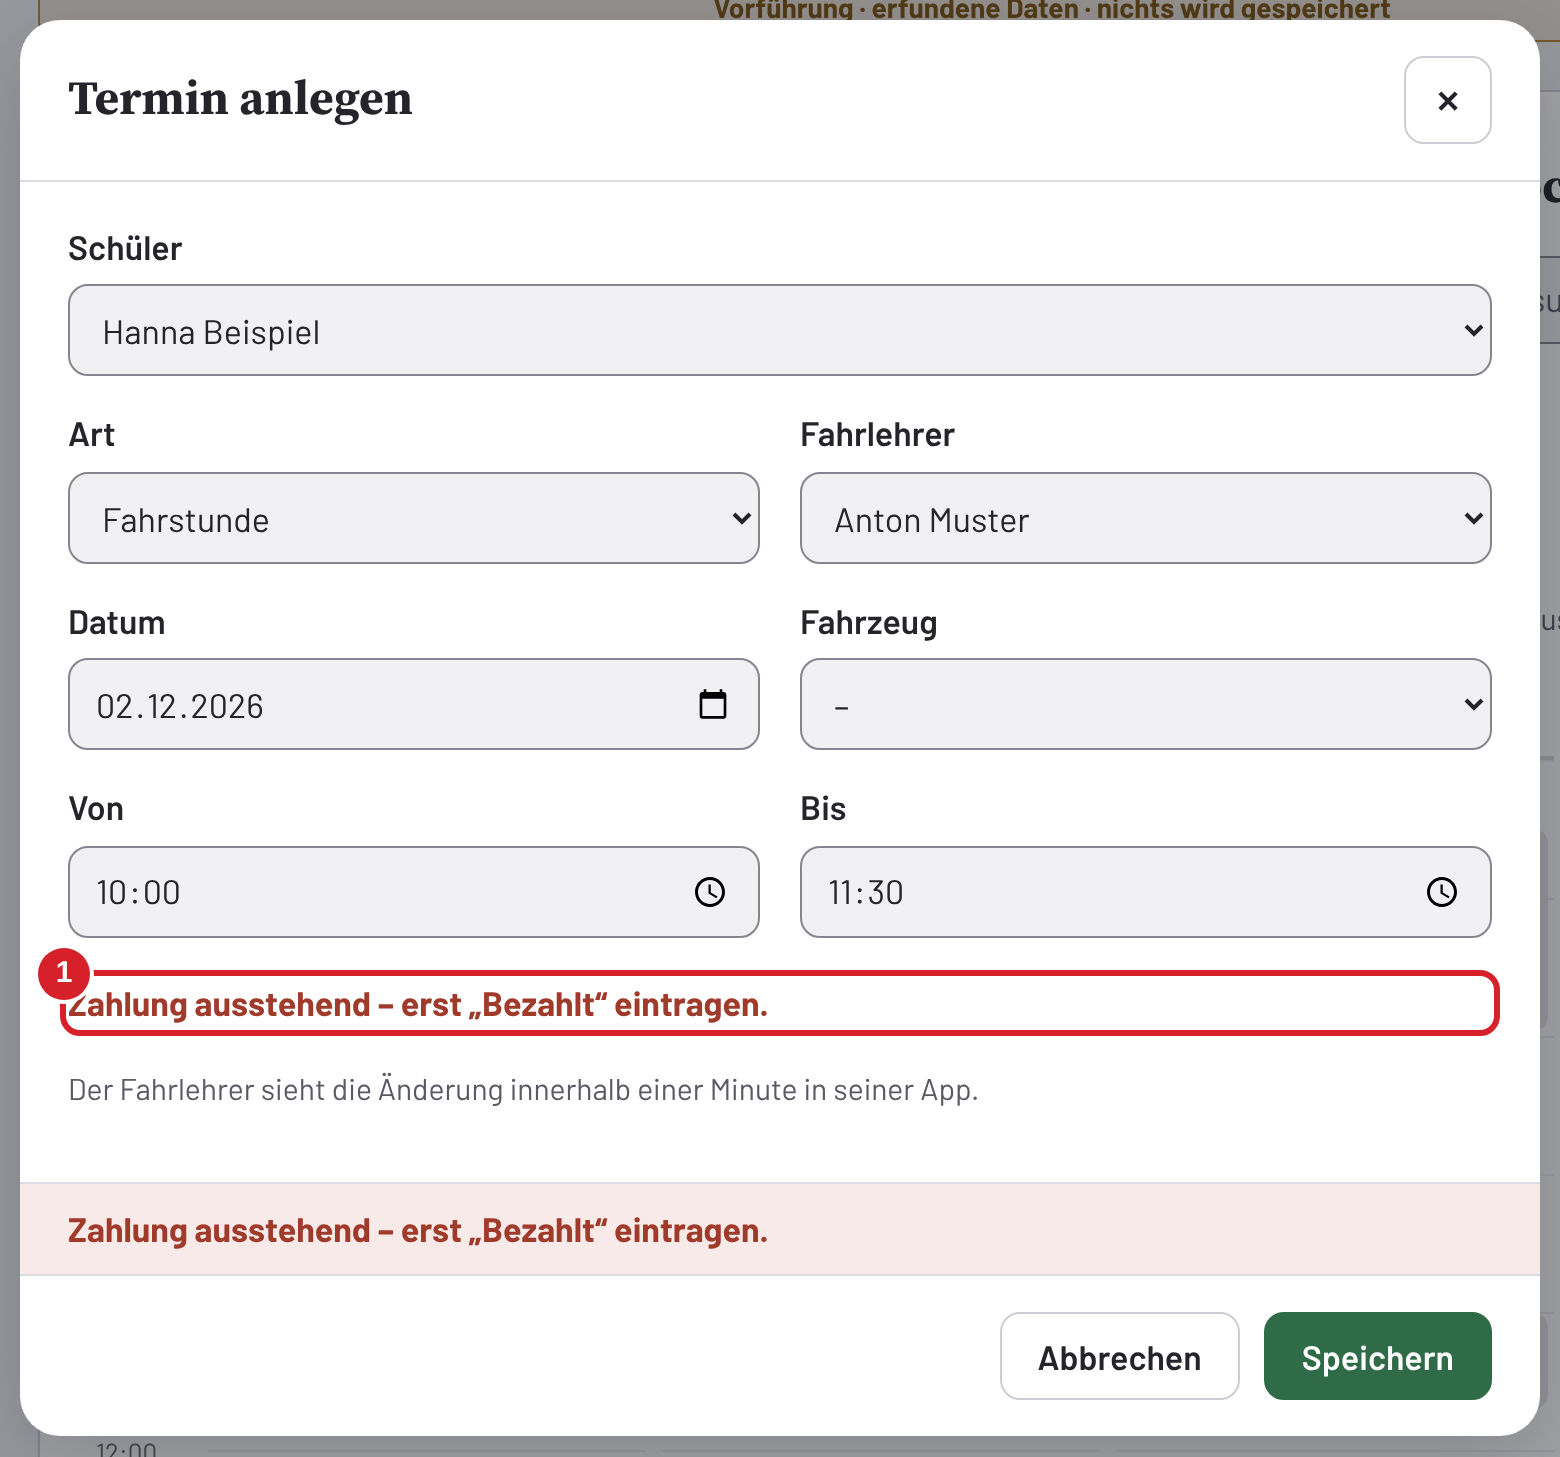 Vorführung · erfundene Daten · nichts wird gespeichert
Termin anlegen
Schüler
Hanna Beispiel
Art
Fahrlehrer
Fahrstunde
Anton Muster
Datum
Fahrzeug
02.12.2026
–
Von
Bis
10:00
11:30
1
Zahlung ausstehend – erst „Bezahlt“ eintragen.
Der Fahrlehrer sieht die Änderung innerhalb einer Minute in seiner App.
Zahlung ausstehend – erst „Bezahlt“ eintragen.
Abbrechen
Speichern
12:00